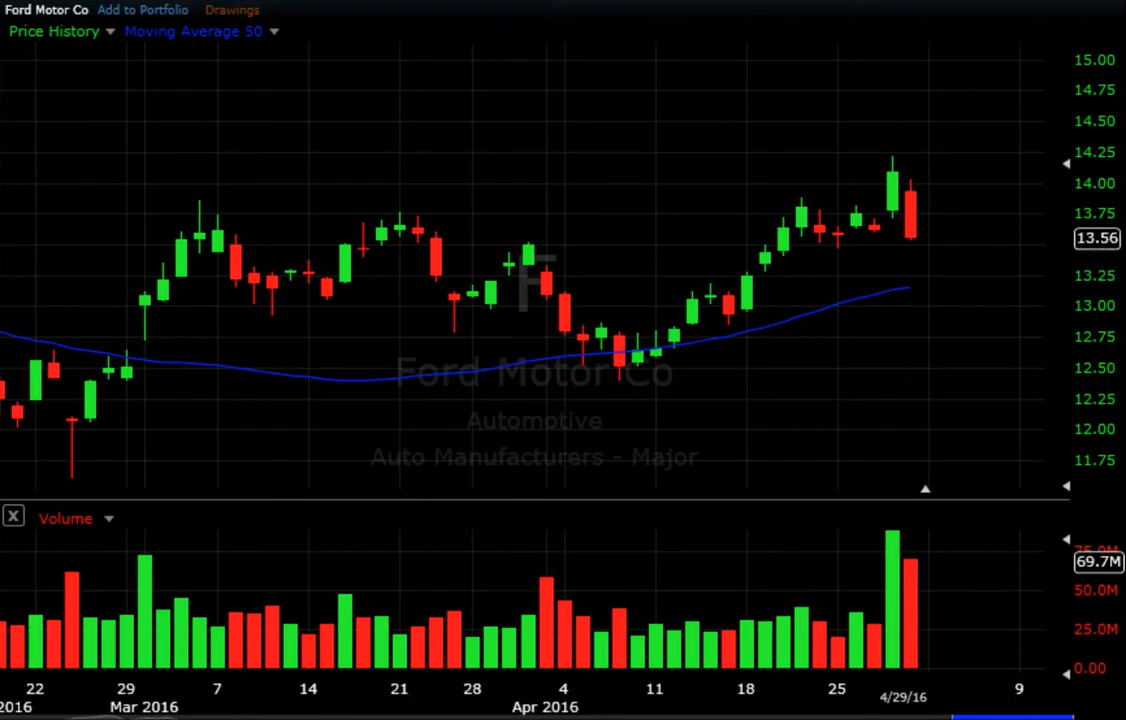 Ford Motor Co Add to Portfolio Drawings
Price History Moving Average 50
15.00
14.75
14.50
14.25
14.00
13.75
13.56
13.25
13.00
12.75
12.50
12.25
12.00
11.75
F
Ford Motor Co
Automotive
Auto Manufacturers - Major
X Volume
75.0M
69.7M
50.0M
25.0M
0.00
22 29 7 14 21 28 4 11 18 25 4/29/16 9
2016 Mar 2016 Apr 2016